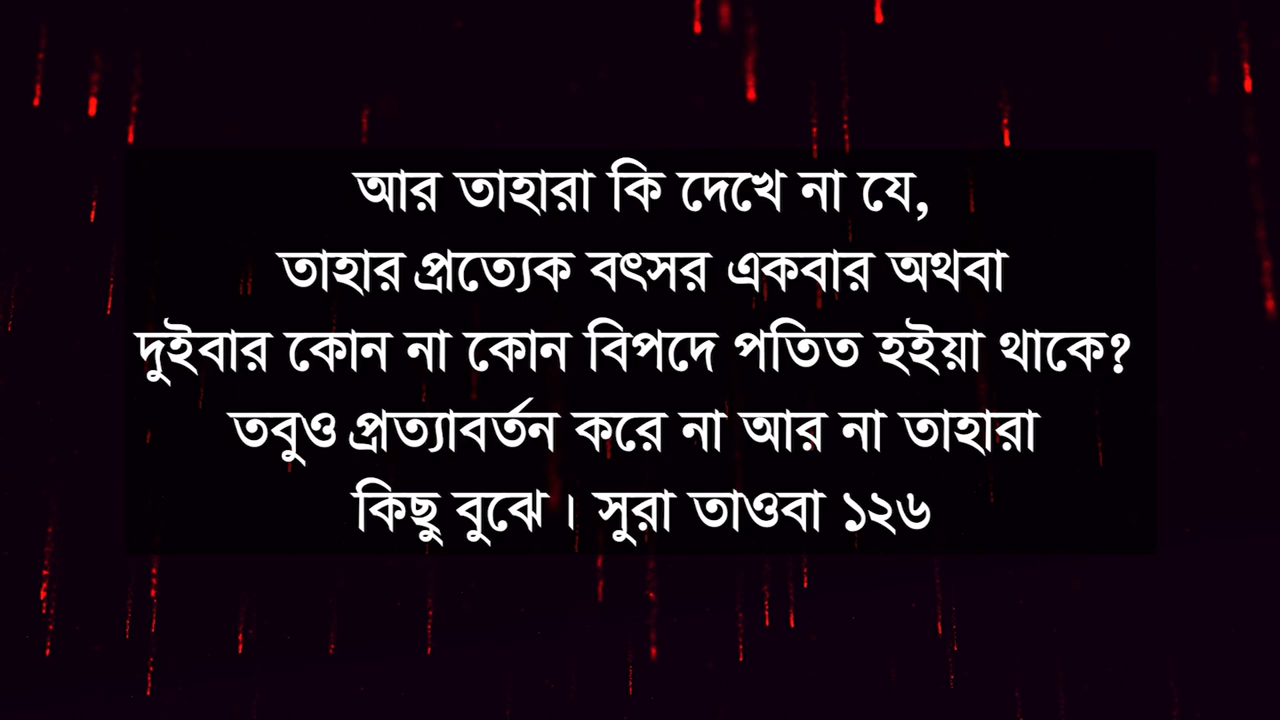 আর তাহারা কি দেখে না যে,
তাহার প্রত্যেক বৎসর একবার অথবা
দুইবার কোন না কোন বিপদে পতিত হইয়া থাকে?
তবুও প্রত্যাবর্তন করে না আর না তাহারা
কিছু বুঝে। সুরা তাওবা ১২৬